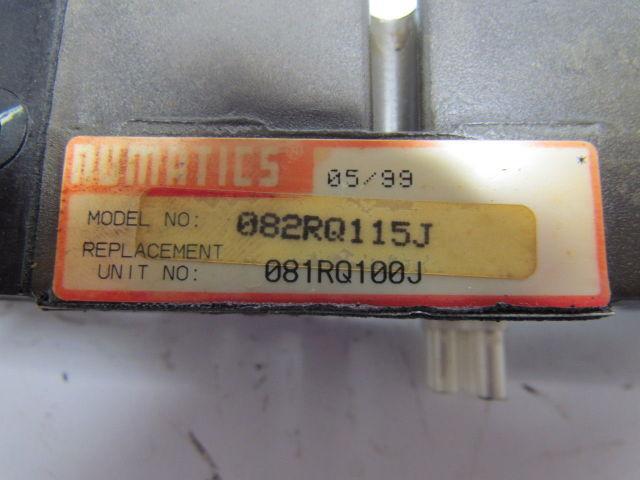 NUMATICS® 05/99 *
MODEL NO: 082RQ115J
REPLACEMENT
UNIT NO: 081RQ100J